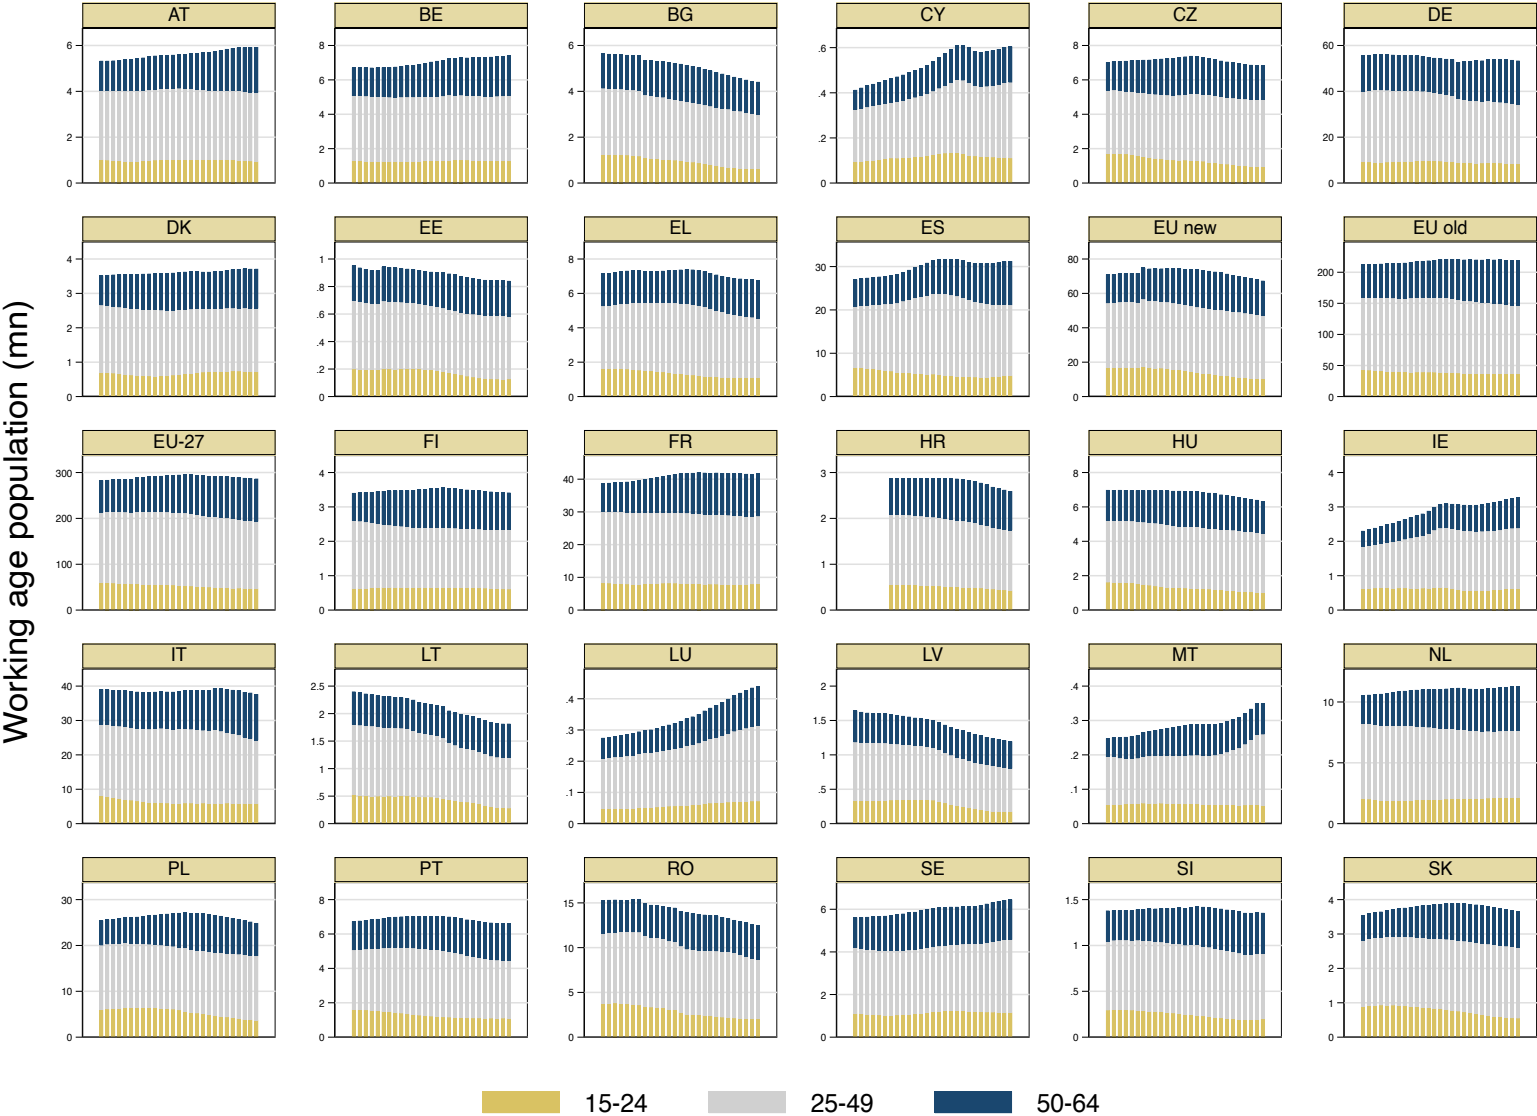 Working age population (mn)
AT BE BG CY CZ DE
6 8 6 .6 8 60
6 6
4 4 .4 40
4 4
2 2 .2 20
2 2
0 0 0 0 0 0
DK EE EL ES EU new EU old
4 1 8 30 80 200
3 .8 6 60 150
2 .6 4 20 40 100
1 .4 2 10 20 50
.2
0 0 0 0 0 0
EU-27 FI FR HR HU IE
300 4 40 3 8 4
200 3 30 2 6 3
100 2 20 1 4 2
1 10 2 1
0 0 0 0 0 0
IT LT LU LV MT NL
40 2.5 .4 2 .4 10
30 2 .3 1.5 .3
20 1.5 .2 1 .2 5
10 1 .1 .5 .1
.5
0 0 0 0 0 0
PL PT RO SE SI SK
30 8 15 6 1.5 4
20 6 10 4 1 3
10 4 5 2 .5 2
2 1
0 0 0 0 0 0
15-24 25-49 50-64